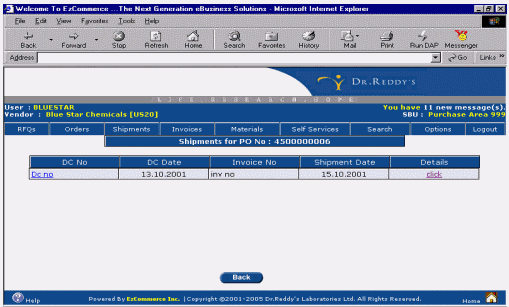 Welcome To EzCommerce ...The Next Generation eBusiness Solutions - Microsoft Internet Explorer
File Edit View Favorites Tools Help
Back Forward Stop Refresh Home Search Favorites History Mail Print Run DAP Messenger
Address Go Links »
DR.REDDY'S
LIFE. RESEARCH. HOPE
User : BLUESTAR You have 11 new message(s).
Vendor : Blue Star Chemicals [US20] SBU : Purchase Area 999
RFQs Orders Shipments Invoices Materials Self Services Search Options Logout
Shipments for PO No : 4500000006
DC No DC Date Invoice No Shipment Date Details
Dc no 13.10.2001 inv no 15.10.2001 click
Back
Help Powered By EzCommerce Inc. |Copyright ©2001-2005 Dr.Reddy's Laboratories Ltd. All Rights Reserved. Home